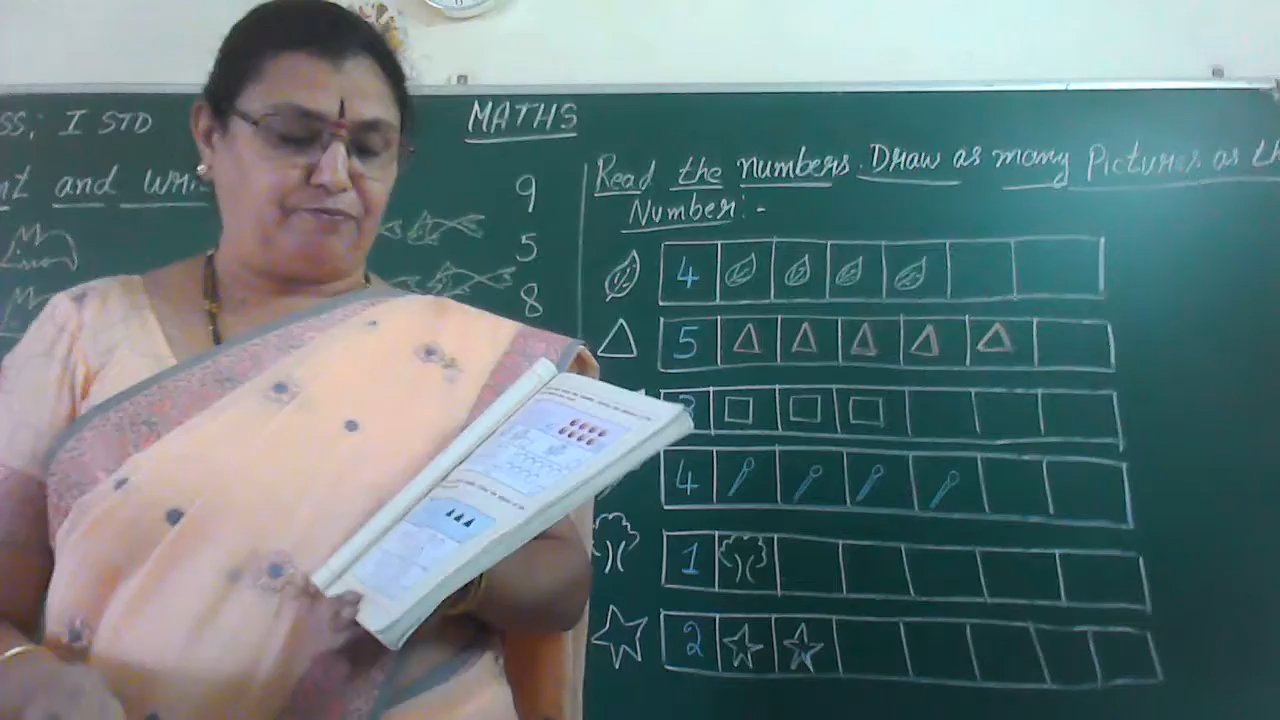 SS: I STD
MATHS
nt and wri
9
5
8
Read the numbers. Draw as many Pictures as th
Number:-
4
5
3
4
1
2